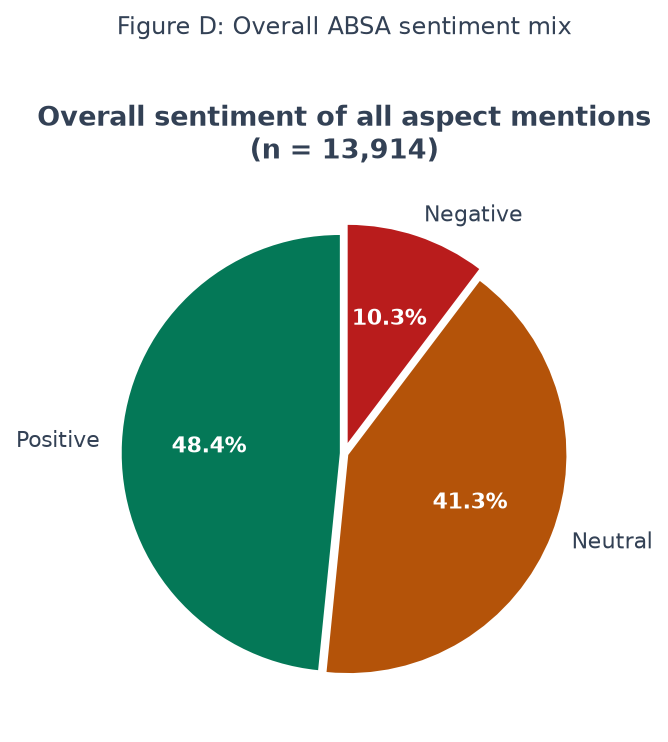 Figure D: Overall ABSA sentiment mix
Overall sentiment of all aspect mentions
(n = 13,914)
Negative
10.3%
Positive
48.4%
41.3%
Neutral